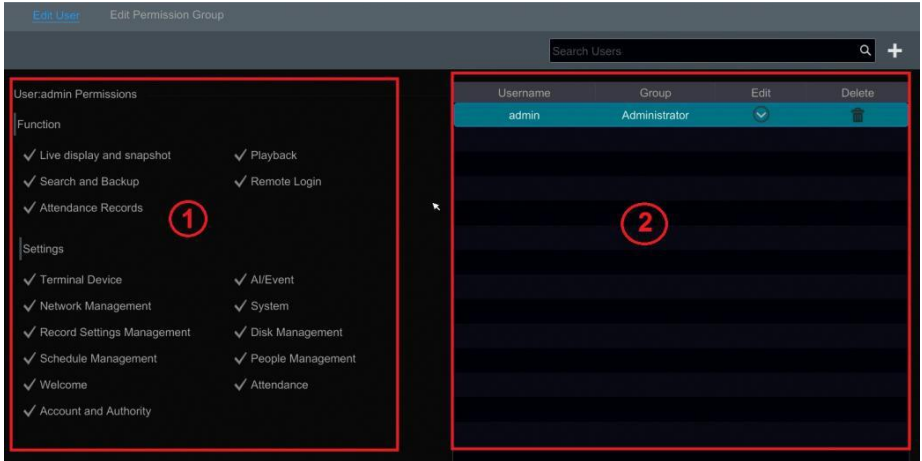 Edit User Edit Permission Group
Search Users
User:admin Permissions
Function
Live display and snapshot Playback
Search and Backup Remote Login
Attendance Records
1
Settings
Terminal Device AI/Event
Network Management System
Record Settings Management Disk Management
Schedule Management People Management
Welcome Attendance
Account and Authority
Username Group Edit Delete
admin Administrator
2